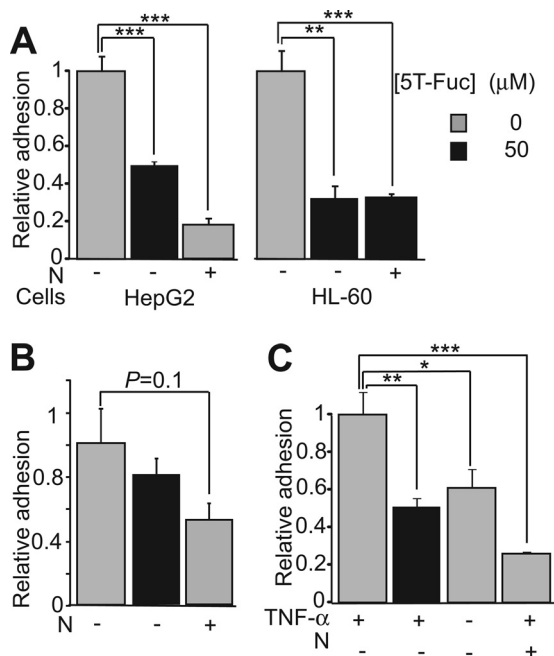 A
Relative adhesion
1
0.8
0.6
0.4
0.2
0
***
***
***
**
[5T-Fuc] (μM)
0
50
N - - + - - +
Cells HepG2 HL-60
B
Relative adhesion
1
0.8
0.4
0
P=0.1
N - - +
C
Relative adhesion
1
0.8
0.6
0.4
0.2
0
***
*
**
TNF-α + + - +
N - - - +